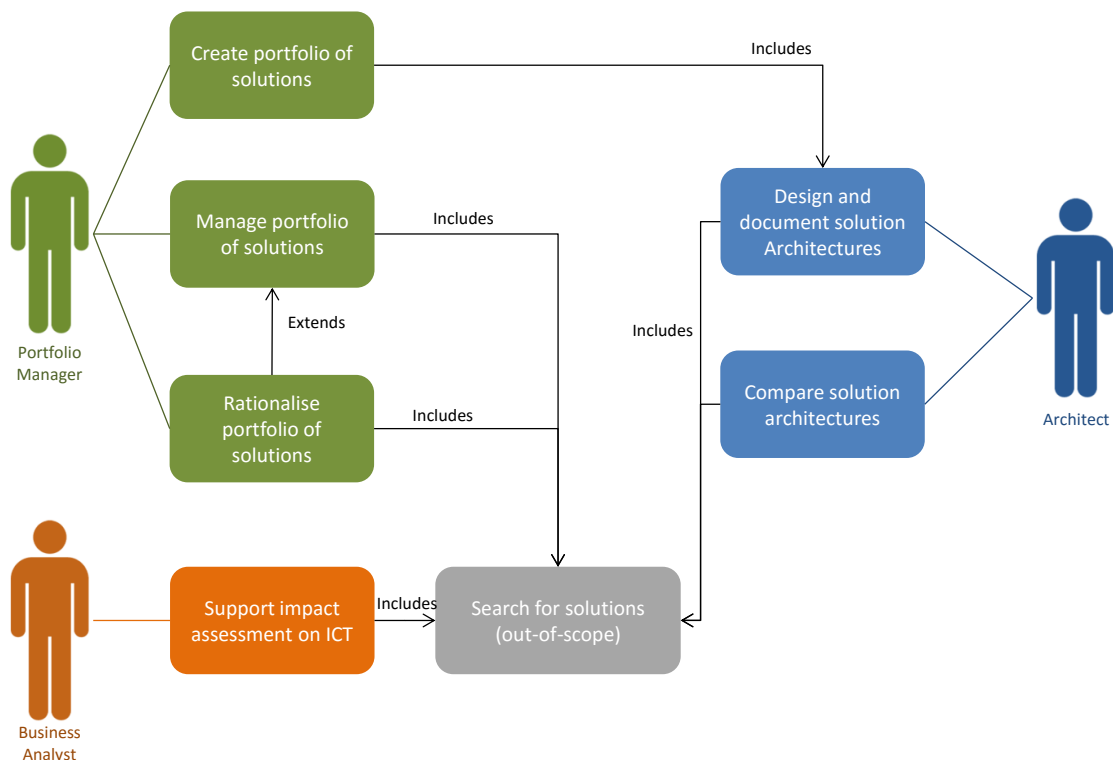 Create portfolio of
solutions
Includes
Manage portfolio
of solutions
Includes
Design and
document solution
Architectures
Extends
Includes
Portfolio
Manager
Rationalise
portfolio of
solutions
Includes
Compare solution
architectures
Architect
Support impact
assessment on ICT
Includes
Search for solutions
(out-of-scope)
Business
Analyst